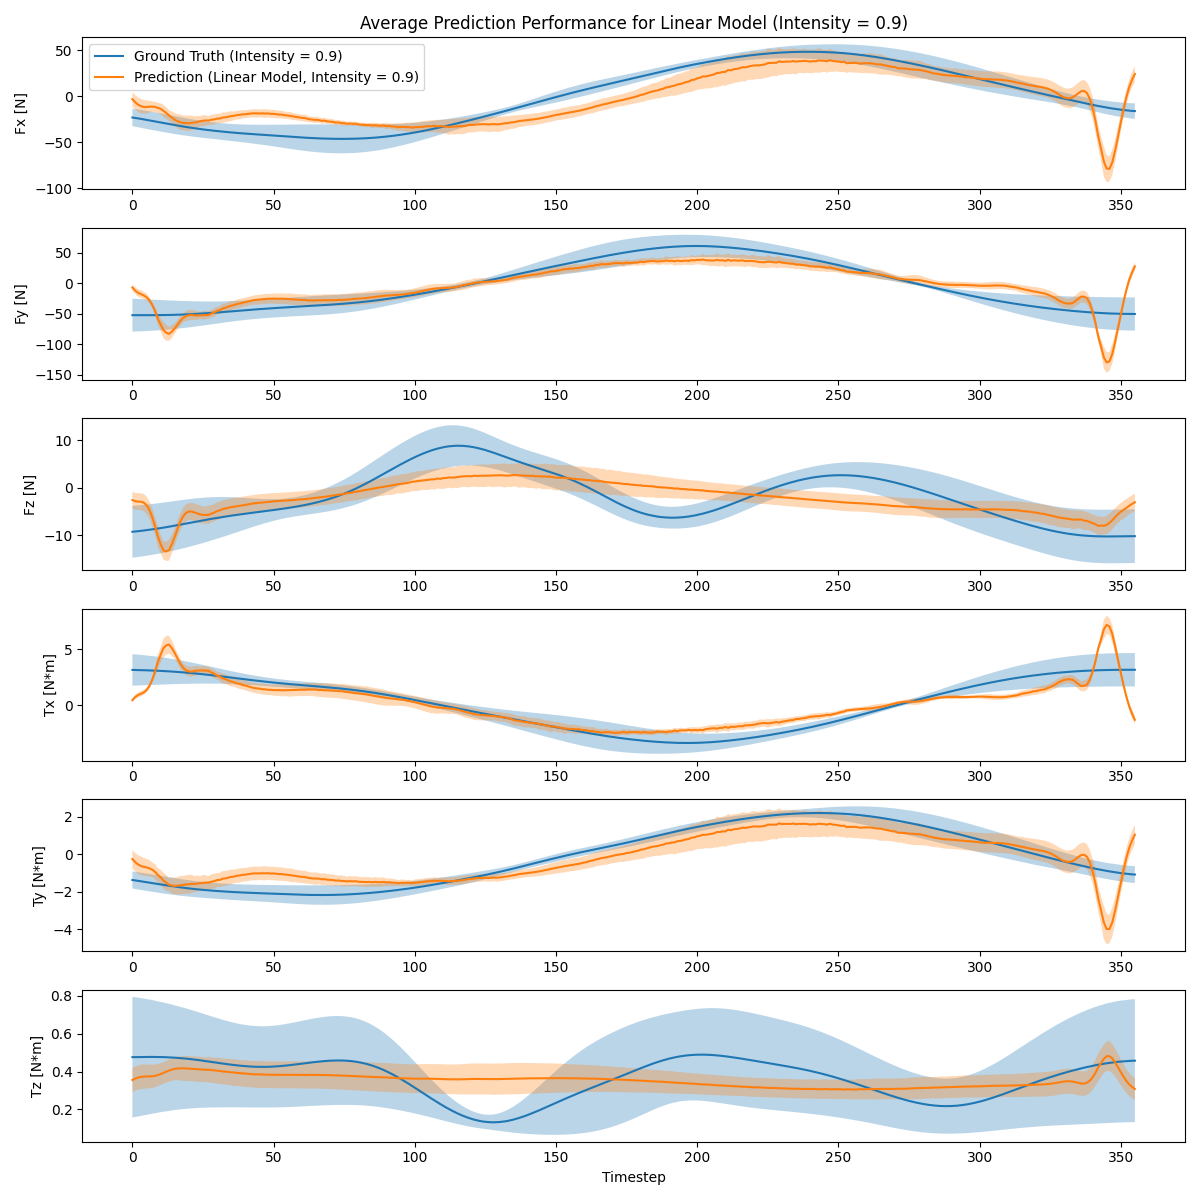 Average Prediction Performance for Linear Model (Intensity = 0.9)
Ground Truth (Intensity = 0.9)
Prediction (Linear Model, Intensity = 0.9)
Fx [N]
50
0
−50
−100
0 50 100 150 200 250 300 350
Fy [N]
50
0
−50
−100
−150
0 50 100 150 200 250 300 350
Fz [N]
10
0
−10
0 50 100 150 200 250 300 350
Tx [N*m]
5
0
0 50 100 150 200 250 300 350
Ty [N*m]
2
0
−2
−4
0 50 100 150 200 250 300 350
Tz [N*m]
0.8
0.6
0.4
0.2
0 50 100 150 200 250 300 350
Timestep